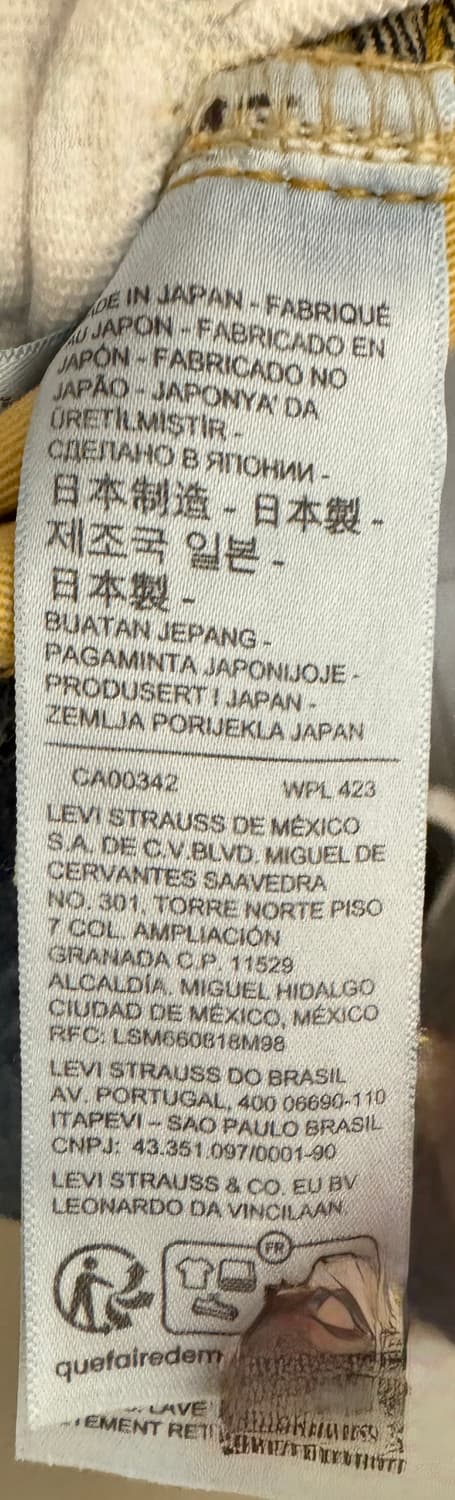 IN JAPAN - FABRIQUÉ
JAPON - FABRICADO EN
JAPÓN - FABRICADO NO
JAPÃO - JAPONYA' DA
ÜRETİLMİSTİR -
СДЕЛАНО В ЯПОНИИ -
日本制造 - 日本製 -
제조국 일본 -
日本製 -
BUATAN JEPANG -
PAGAMINTA JAPONIJOJE -
PRODUSERT I JAPAN -
ZEMLJA PORIJEKLA JAPAN
CA00342 WPL 423
LEVI STRAUSS DE MÉXICO
S.A. DE C.V.BLVD. MIGUEL DE
CERVANTES SAAVEDRA
NO. 301, TORRE NORTE PISO
7 COL. AMPLIACIÓN
GRANADA C.P. 11529
ALCALDÍA. MIGUEL HIDALGO
CIUDAD DE MÉXICO, MÉXICO
RFC: LSM660818M98
LEVI STRAUSS DO BRASIL
AV. PORTUGAL, 400 06690-110
ITAPEVI – SAO PAULO BRASIL
CNPJ: 43.351.097/0001-90
LEVI STRAUSS & CO. EU BV
LEONARDO DA VINCILAAN
FR
quefairedem